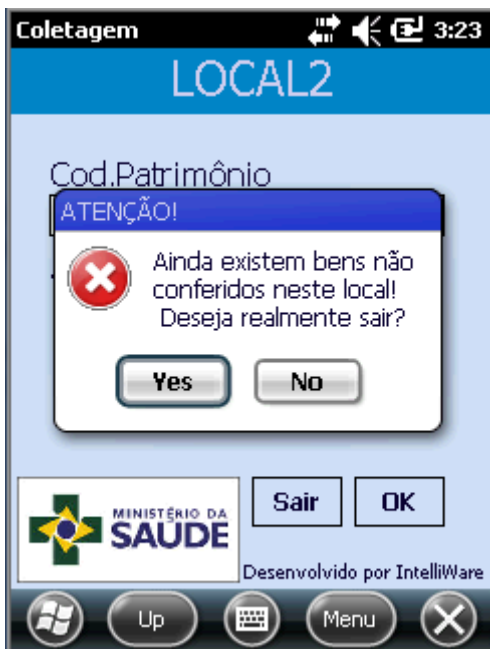 Coletagem 3:23
LOCAL2
Cod.Patrimônio
ATENÇÃO!
Ainda existem bens não
conferidos neste local!
Deseja realmente sair?
Yes No
MINISTÉRIO DA
SAÚDE
Sair OK
Desenvolvido por IntelliWare
Up Menu